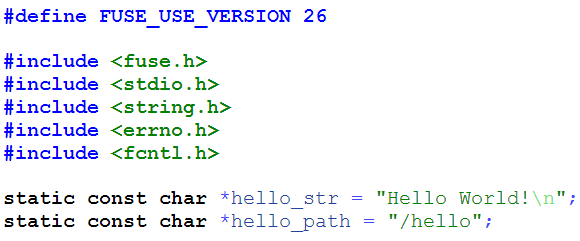 #define FUSE_USE_VERSION 26
#include <fuse.h>
#include <stdio.h>
#include <string.h>
#include <errno.h>
#include <fcntl.h>
static const char *hello_str = "Hello World!\n";
static const char *hello_path = "/hello";